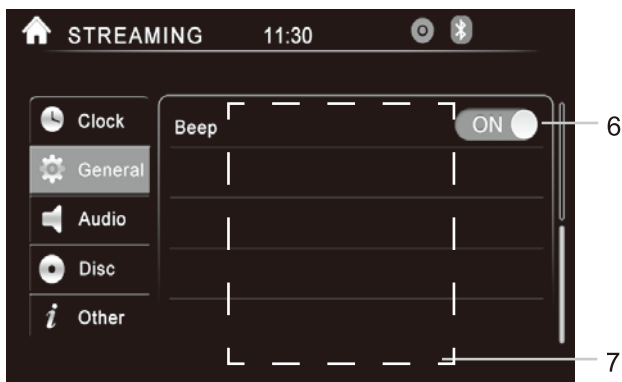 STREAMING 11:30
Clock
Beep ON 6
General
Audio
Disc
i Other
7